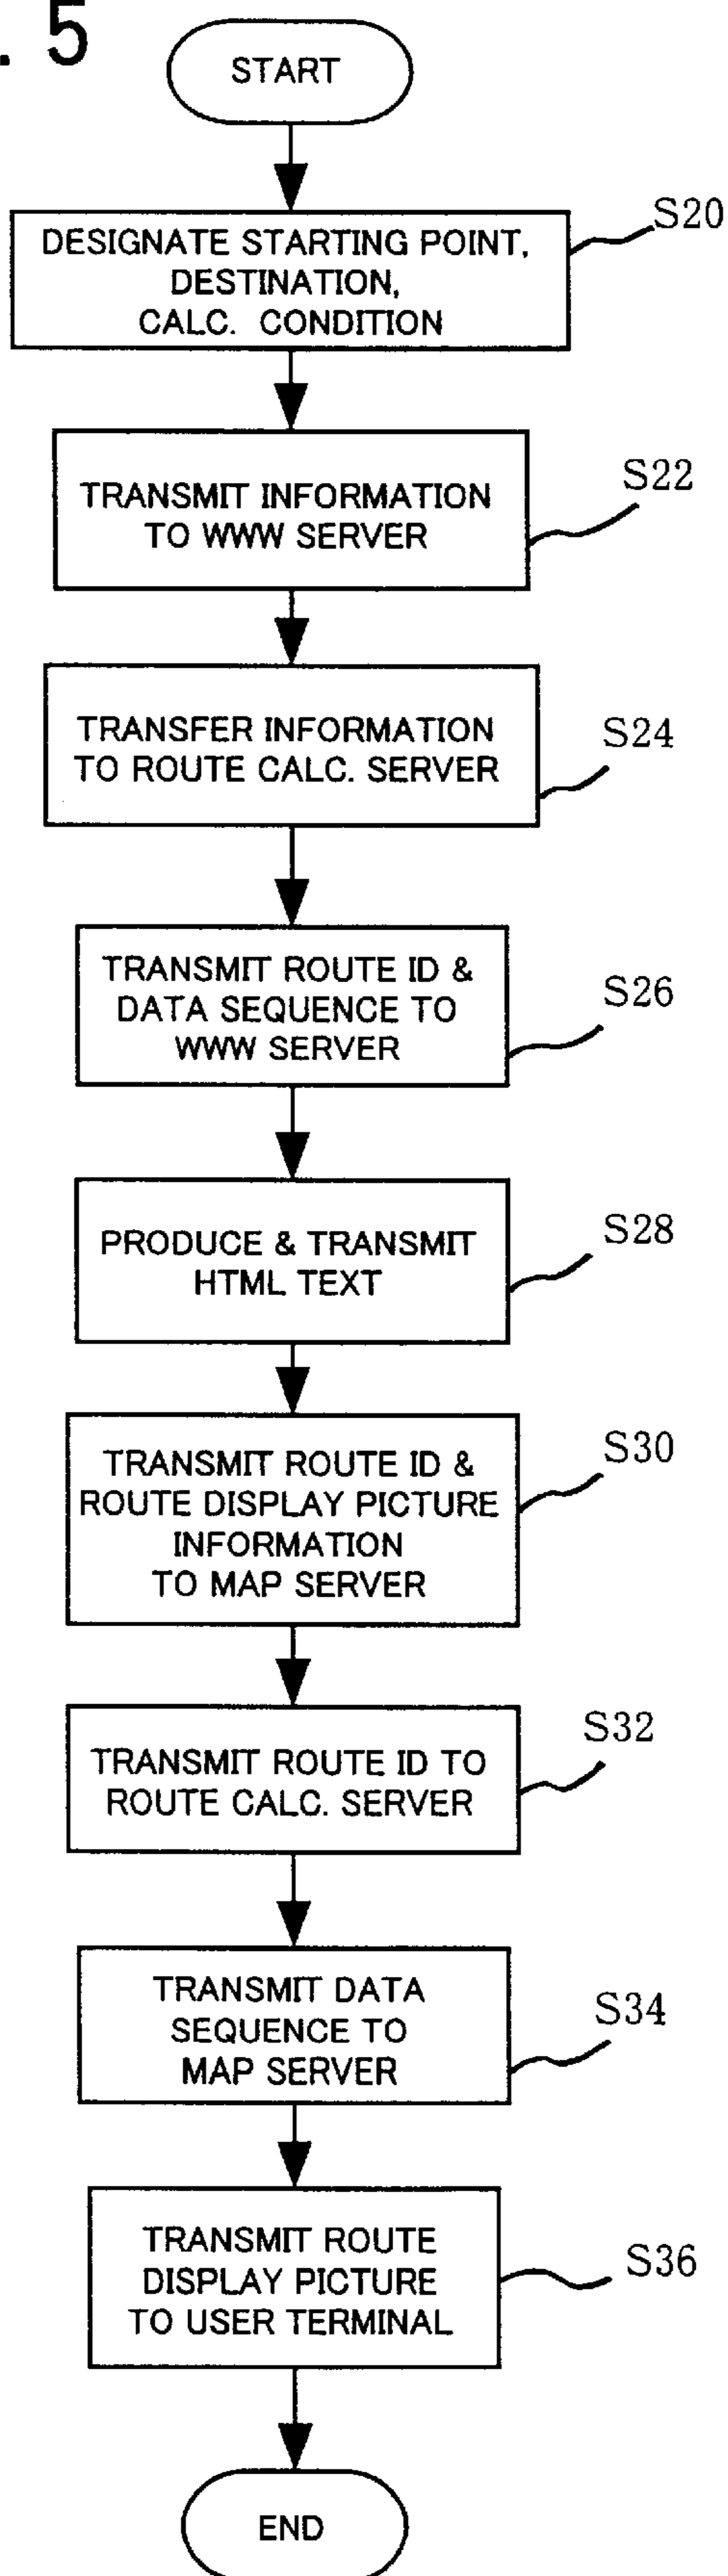 . 5
START
S20
DESIGNATE STARTING POINT,
DESTINATION,
CALC. CONDITION
S22
TRANSMIT INFORMATION
TO WWW SERVER
S24
TRANSFER INFORMATION
TO ROUTE CALC. SERVER
S26
TRANSMIT ROUTE ID &
DATA SEQUENCE TO
WWW SERVER
S28
PRODUCE & TRANSMIT
HTML TEXT
S30
TRANSMIT ROUTE ID &
ROUTE DISPLAY PICTURE
INFORMATION
TO MAP SERVER
S32
TRANSMIT ROUTE ID TO
ROUTE CALC. SERVER
S34
TRANSMIT DATA
SEQUENCE TO
MAP SERVER
S36
TRANSMIT ROUTE
DISPLAY PICTURE
TO USER TERMINAL
END